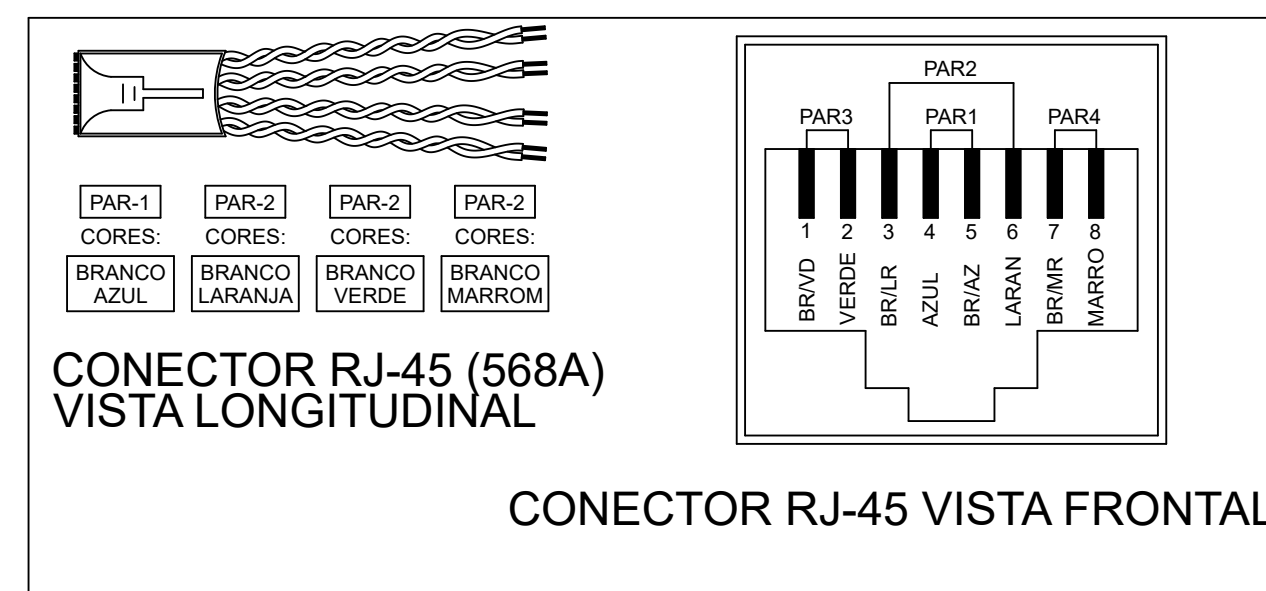 PAR-1 PAR-2 PAR-2 PAR-2
CORES: CORES: CORES: CORES:
BRANCO BRANCO BRANCO BRANCO
AZUL LARANJA VERDE MARROM
CONECTOR RJ-45 (568A)
VISTA LONGITUDINAL
PAR2
PAR3 PAR1 PAR4
1 2 3 4 5 6 7 8
BR/VD
VERDE
BR/LR
AZUL
BR/AZ
LARAN
BR/MR
MARRO
CONECTOR RJ-45 VISTA FRONTAL